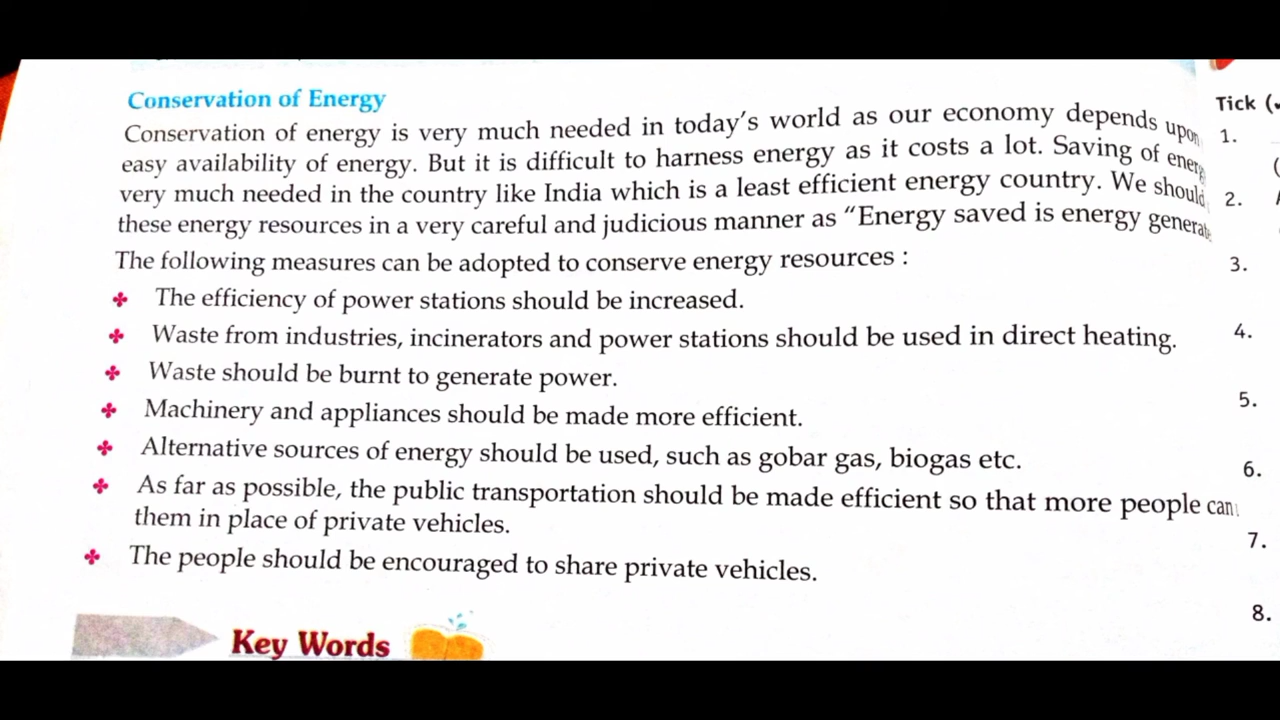 Conservation of Energy
Conservation of energy is very much needed in today's world as our economy depends upon
easy availability of energy. But it is difficult to harness energy as it costs a lot. Saving of
very much needed in the country like India which is a least efficient energy country. We should
these energy resources in a very careful and judicious manner as “Energy saved is energy
The following measures can be adopted to conserve energy resources :
The efficiency of power stations should be increased.
Waste from industries, incinerators and power stations should be used in direct heating.
Waste should be burnt to generate power.
Machinery and appliances should be made more efficient.
Alternative sources of energy should be used, such as gobar gas, biogas etc.
As far as possible, the public transportation should be made efficient so that more people can
them in place of private vehicles.
The people should be encouraged to share private vehicles.
Key Words
Tick (
1.
2.
3.
4.
5.
6.
7.
8.